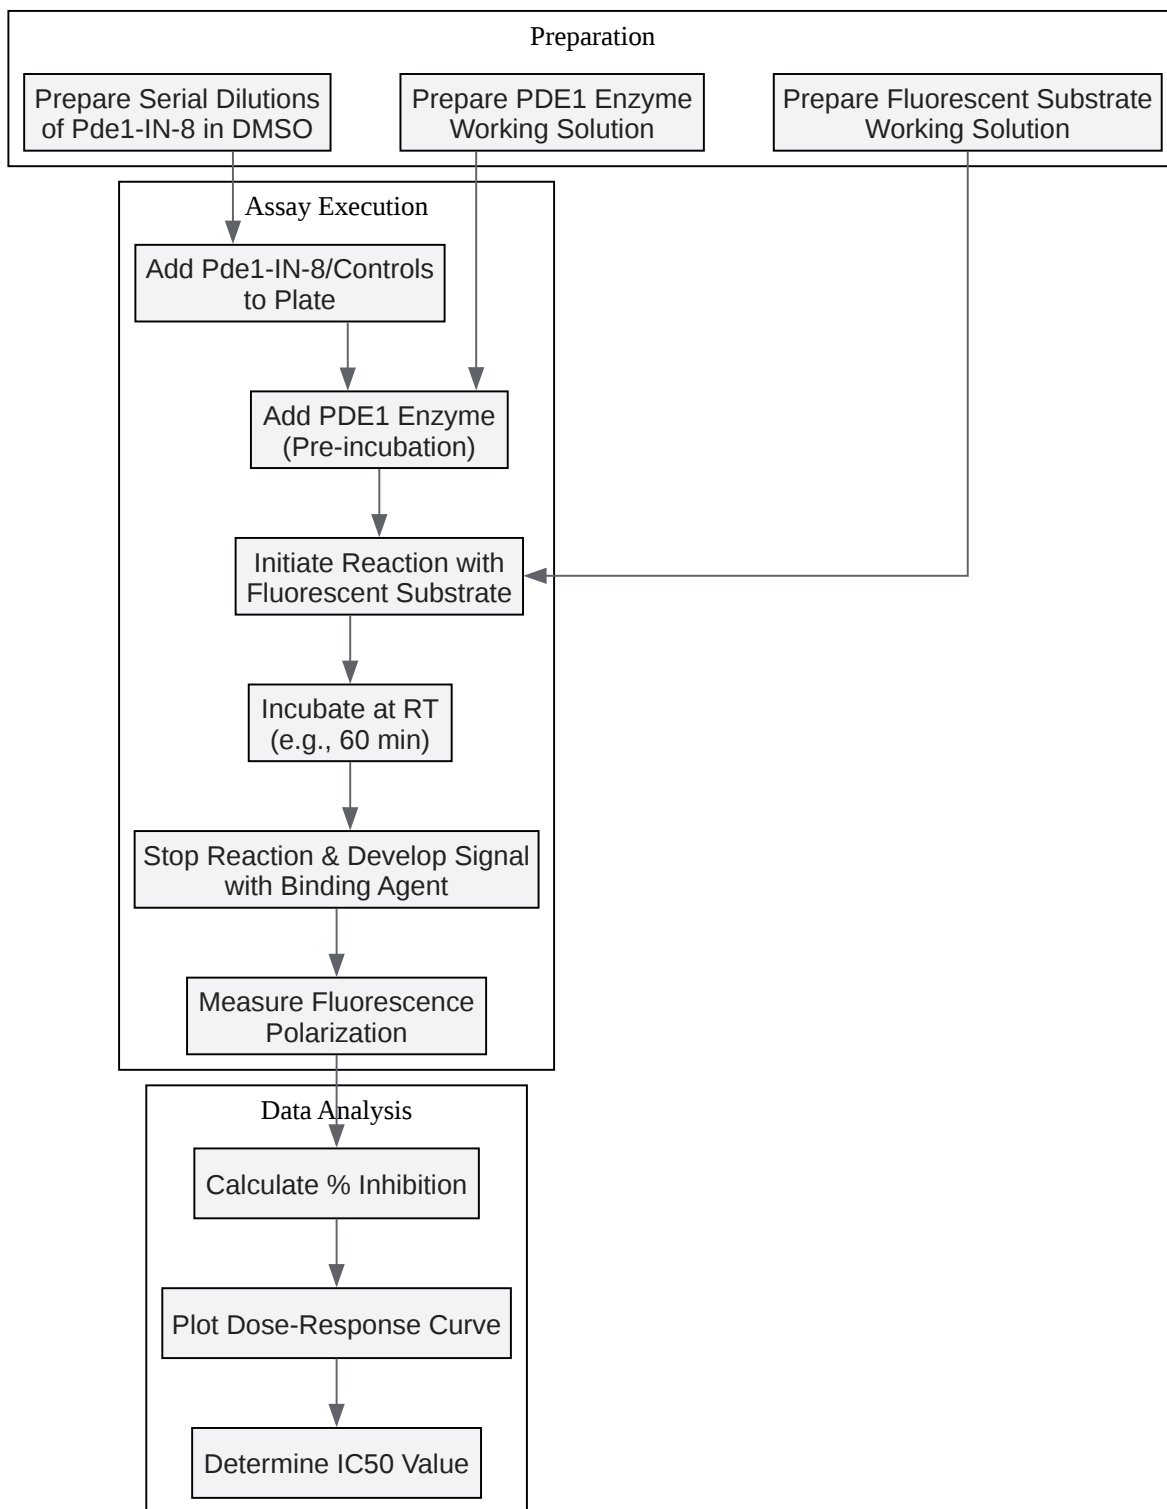 Preparation
Prepare Serial Dilutions
of Pde1-IN-8 in DMSO
Prepare PDE1 Enzyme
Working Solution
Prepare Fluorescent Substrate
Working Solution
Assay Execution
Add Pde1-IN-8/Controls
to Plate
Add PDE1 Enzyme
(Pre-incubation)
Initiate Reaction with
Fluorescent Substrate
Incubate at RT
(e.g., 60 min)
Stop Reaction & Develop Signal
with Binding Agent
Measure Fluorescence
Polarization
Data Analysis
Calculate % Inhibition
Plot Dose-Response Curve
Determine IC50 Value